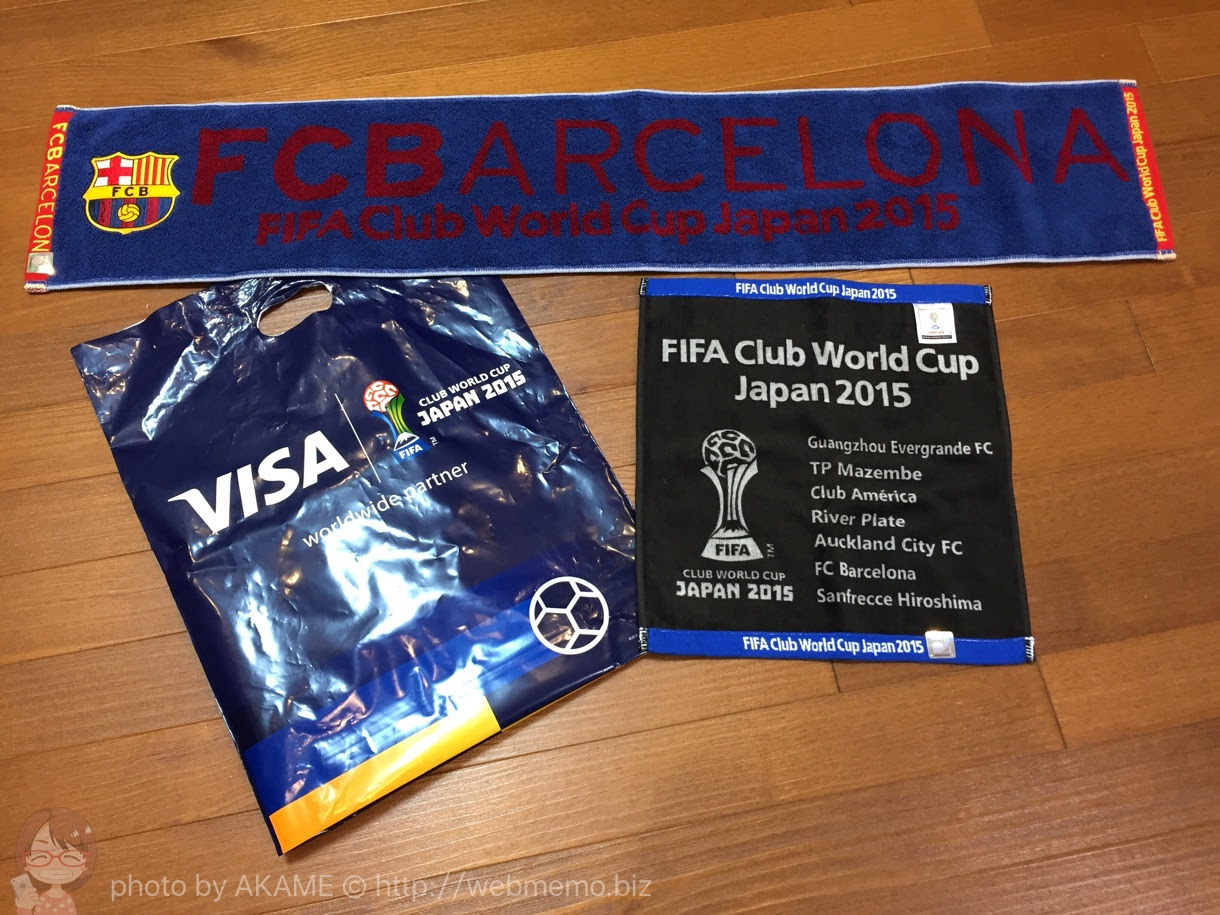 FCBARCELON
FCB
FCBARCELONA
FIFA Club World Cup Japan 2015
FIFA Club World Cup Japan 2015
VISA
CLUB WORLD CUP
JAPAN 2015
FIFA
TM
worldwide partner
FIFA Club World Cup Japan 2015
FIFA Club World Cup
Japan 2015
FIFA
TM
CLUB WORLD CUP
JAPAN 2015
Guangzhou Evergrande FC
TP Mazembe
Club América
River Plate
Auckland City FC
FC Barcelona
Sanfrecce Hiroshima
FIFA Club World Cup Japan 2015
photo by AKAME © http://webmemo.biz